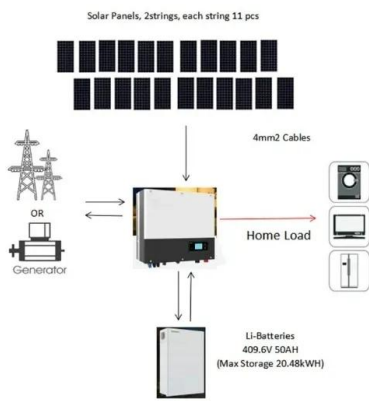 Solar Panels, 2strings, each string 11 pcs
4mm2 Cables
OR
Generator
Home Load
Li-Batteries
409.6V 50AH
(Max Storage 20.48kWH)